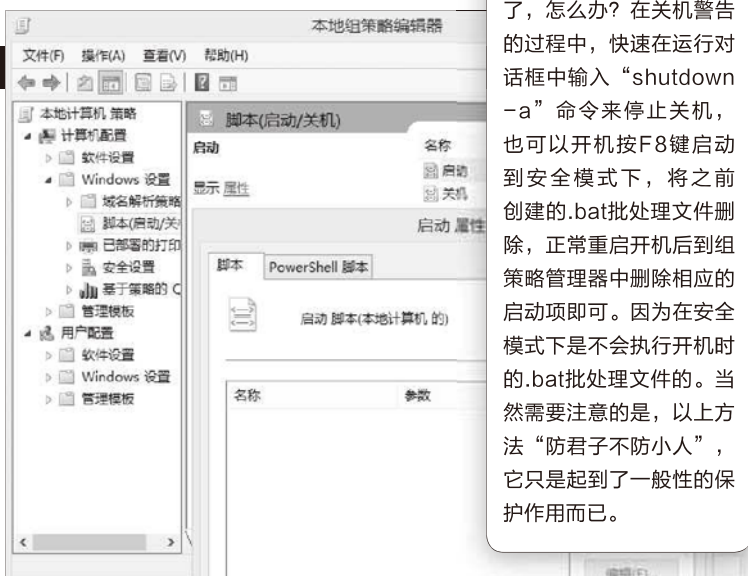 本地组策略编辑器
文件(F) 操作(A) 查看(V) 帮助(H)
本地计算机 策略
计算机配置
软件设置
Windows 设置
域名解析策略
脚本(启动/关
已部署的打印
安全设置
基于策略的 Q
管理模板
用户配置
软件设置
Windows 设置
管理模板
脚本(启动/关机)
启动
显示 属性
名称
启动
关机
启动 属性
脚本
PowerShell 脚本
启动 脚本(本地计算机 的)
名称
参数
了，怎么办？在关机警告
的过程中，快速在运行对
话框中输入“shutdown
-a”命令来停止关机，
也可以开机按F8键启动
到安全模式下，将之前
创建的.bat批处理文件删
除，正常重启开机后到组
策略管理器中删除相应的
启动项即可。因为在安全
模式下是不会执行开机时
的.bat批处理文件的。当
然需要注意的是，以上方
法“防君子不防小人”，
它只是起到了一般性的保
护作用而已。